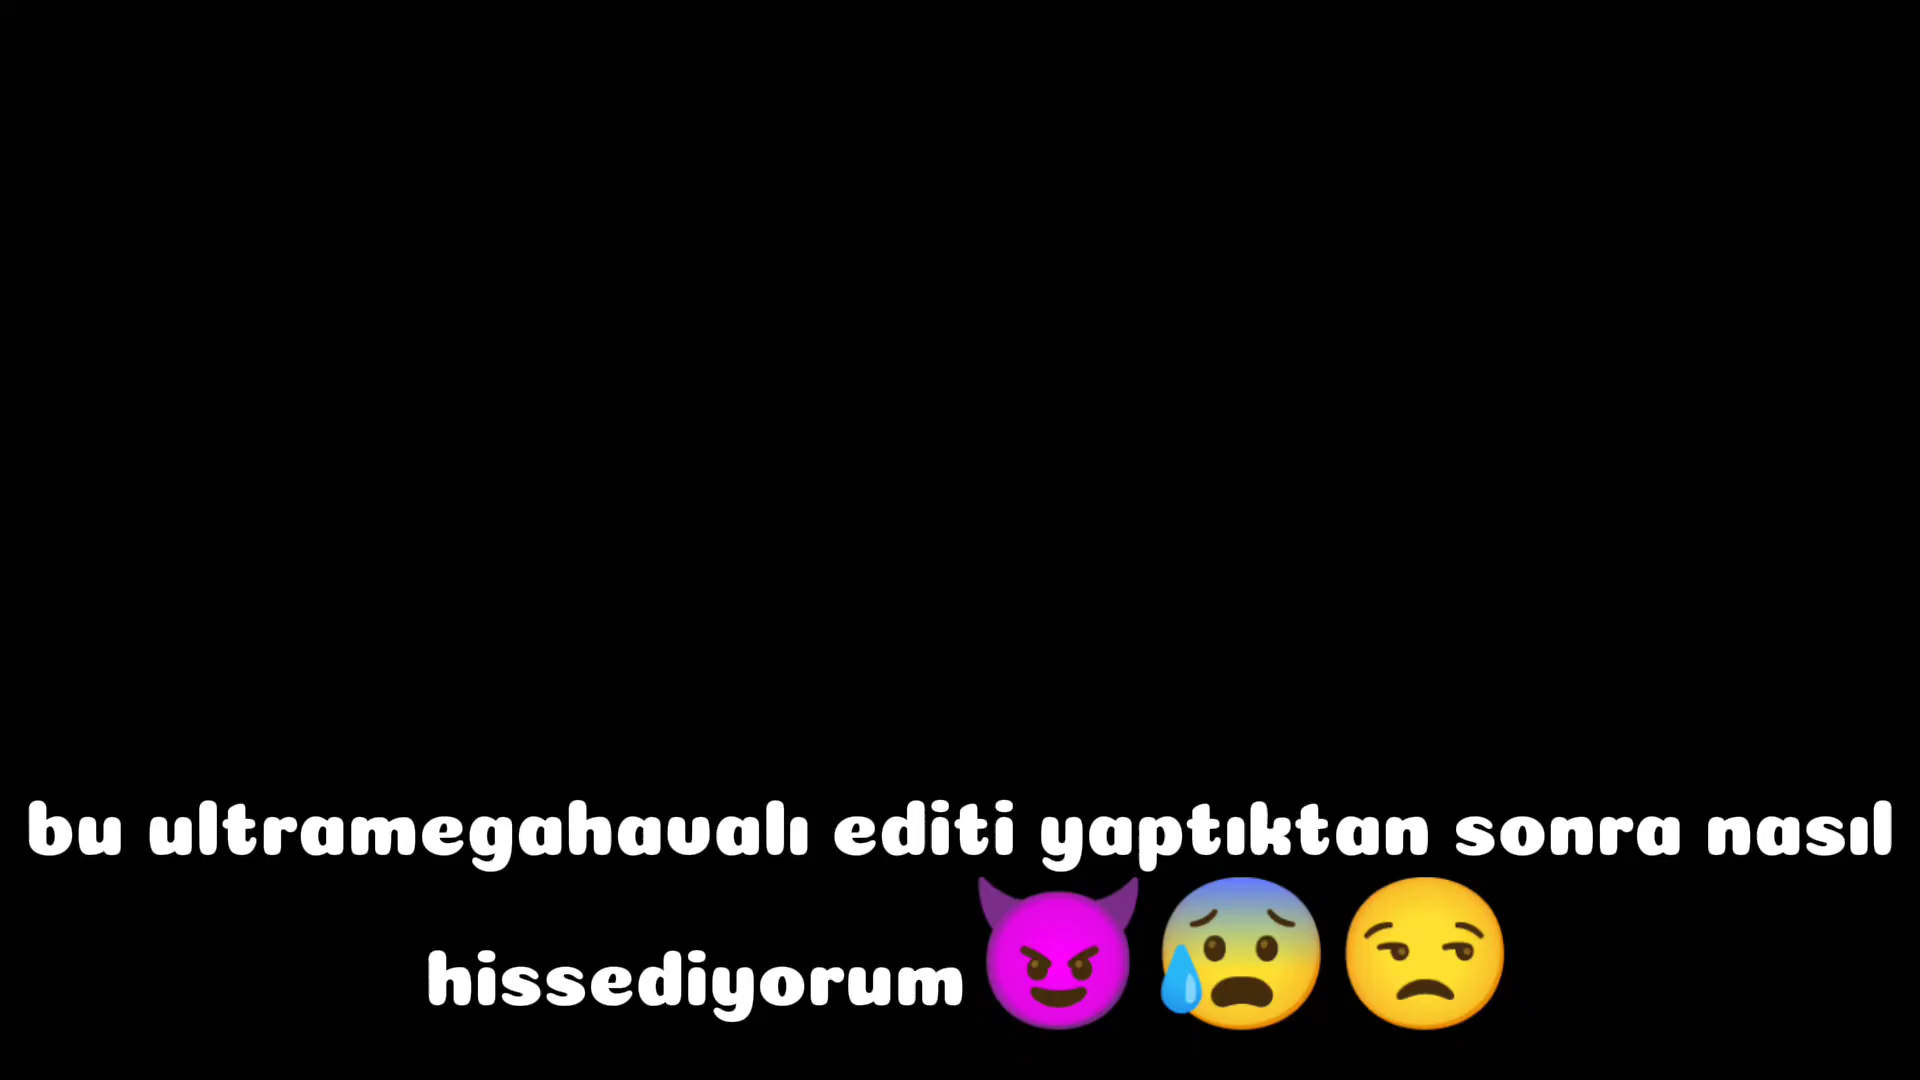 bu ultramegahavalı editi yaptıktan sonra nasıl
hissediyorum😈😰😒